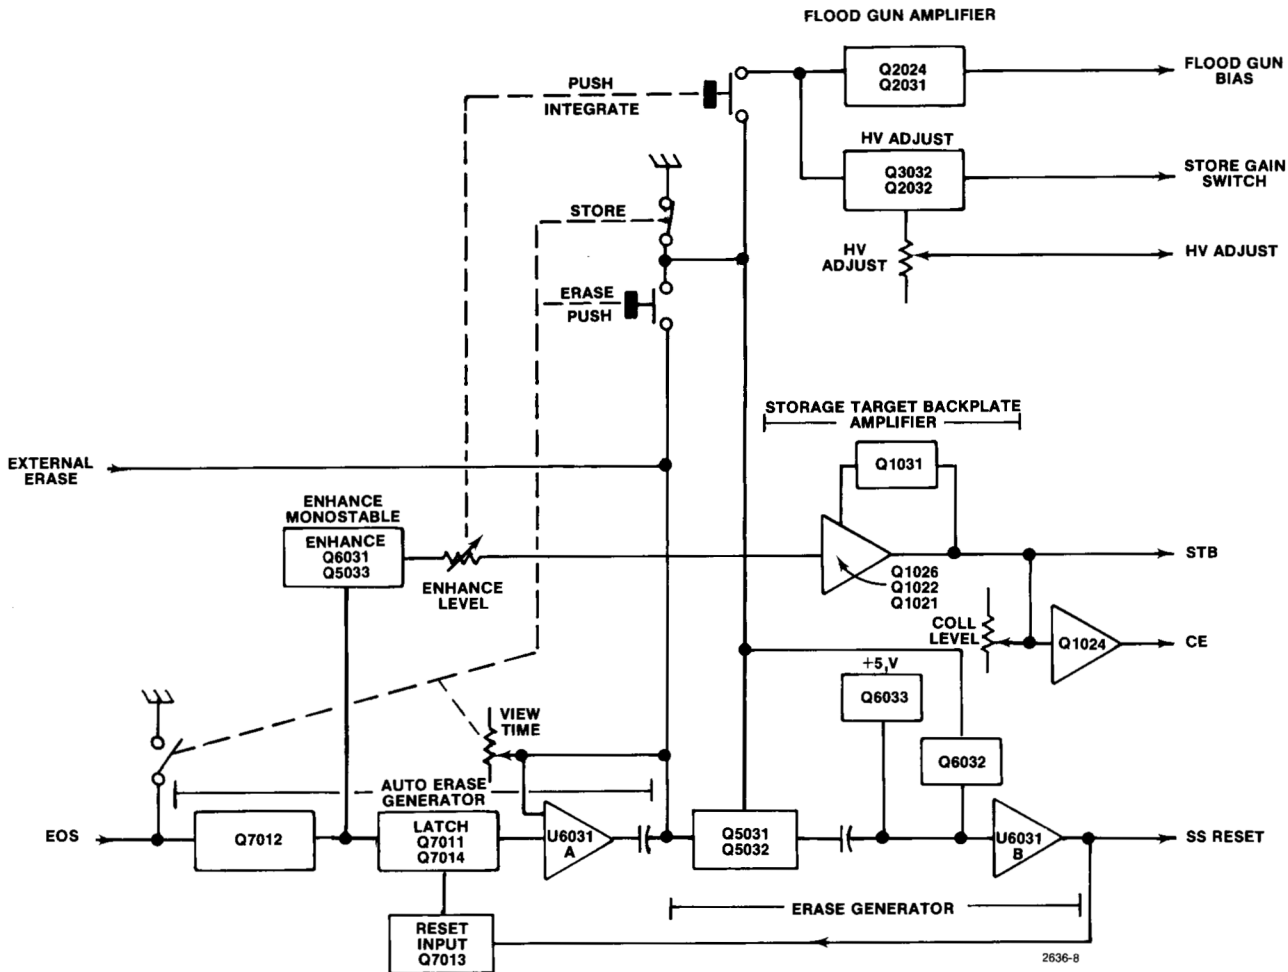 FLOOD GUN AMPLIFIER
Q2024
Q2031
FLOOD GUN
BIAS
PUSH
INTEGRATE
HV ADJUST
Q3032
Q2032
STORE GAIN
SWITCH
STORE
HV
ADJUST
HV ADJUST
ERASE
PUSH
STORAGE TARGET BACKPLATE
AMPLIFIER
EXTERNAL
ERASE
Q1031
ENHANCE
MONOSTABLE
ENHANCE
Q6031
Q5033
ENHANCE
LEVEL
Q1026
Q1022
Q1021
STB
COLL
LEVEL
Q1024
CE
+5,V
Q6033
VIEW
TIME
Q6032
AUTO ERASE
GENERATOR
EOS
Q7012
LATCH
Q7011
Q7014
U6031
A
Q5031
Q5032
U6031
B
SS RESET
ERASE GENERATOR
RESET
INPUT
Q7013
2636-8